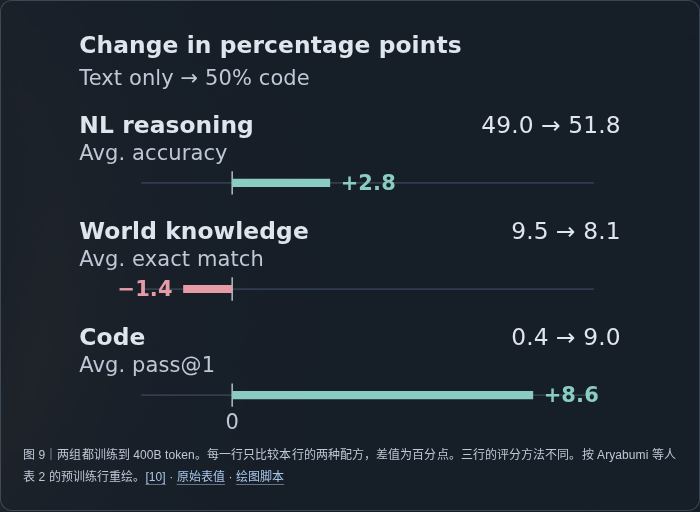 Change in percentage points
Text only → 50% code
NL reasoning 49.0 → 51.8
Avg. accuracy
+2.8
World knowledge 9.5 → 8.1
Avg. exact match
−1.4
Code 0.4 → 9.0
Avg. pass@1
+8.6
0
图 9｜两组都训练到 400B token。每一行只比较本行的两种配方，差值为百分点。三行的评分方法不同。按 Aryabumi 等人
表 2 的预训练行重绘。[10] · 原始表值 · 绘图脚本